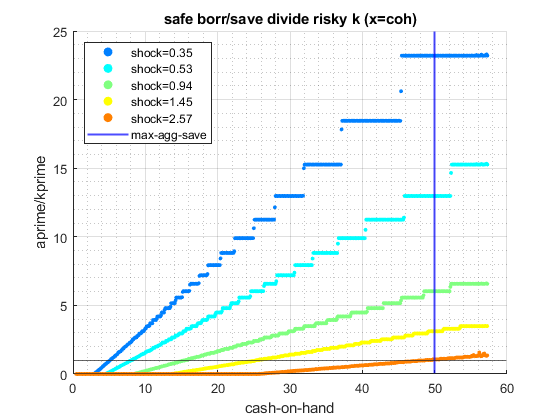 safe borr/save divide risky k (x=coh)
25
20
15
10
5
0
aprime/kprime
shock=0.35
shock=0.53
shock=0.94
shock=1.45
shock=2.57
max-agg-save
0 10 20 30 40 50 60
cash-on-hand